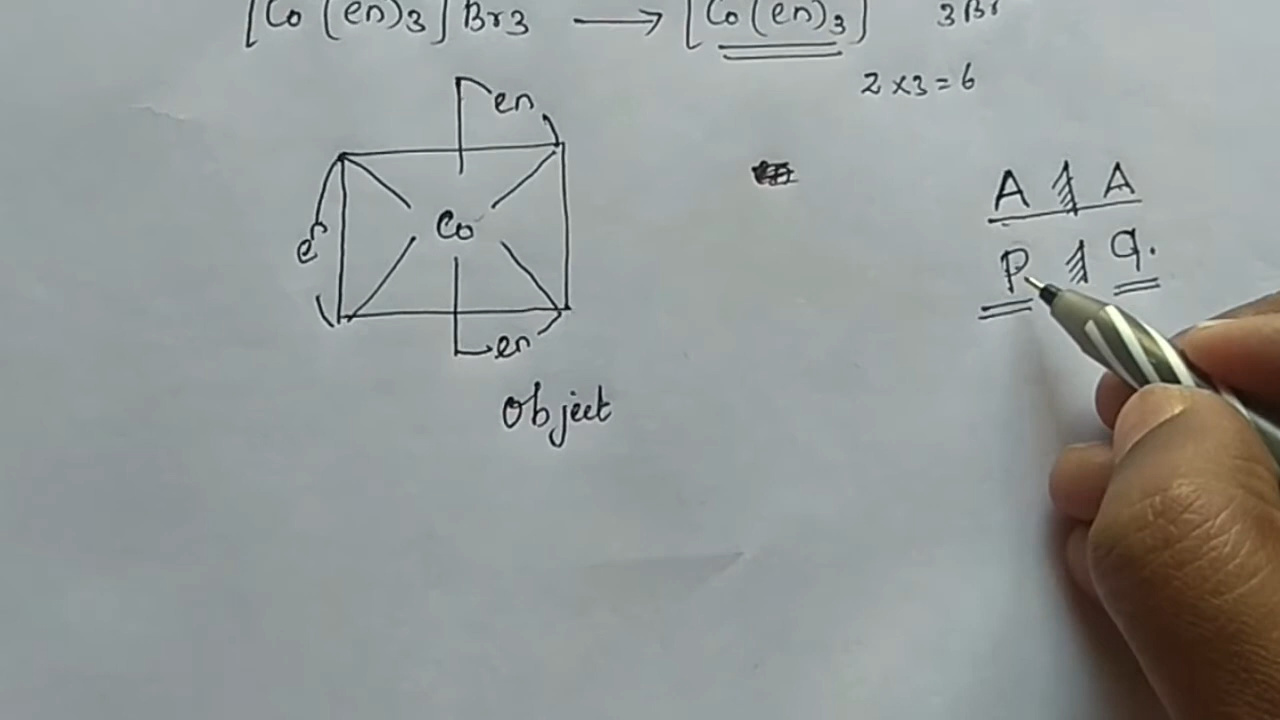 [Co(en)3]Br3 ⟶ [Co(en)3] 3Br
2×3=6
en
A A
Co
en
P q.
en
Object